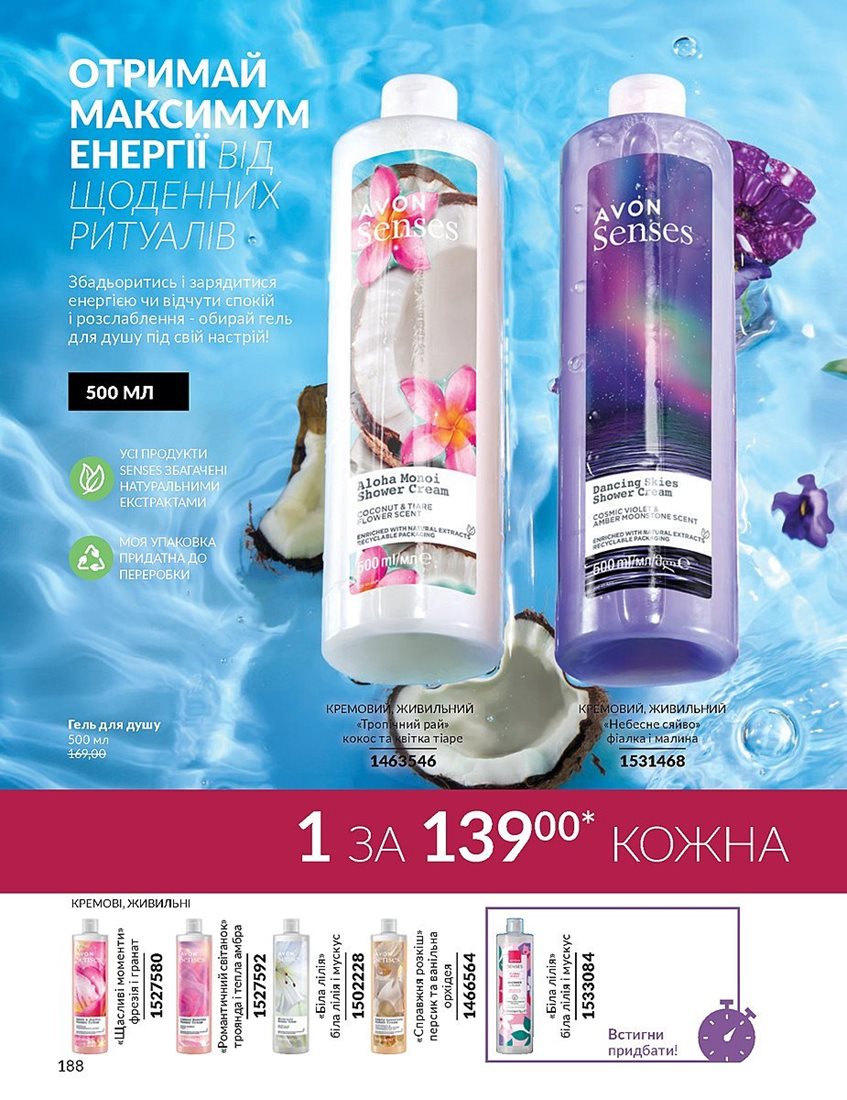 ОТРИМАЙ
МАКСИМУМ
ЕНЕРГІЇ ВІД
ЩОДЕННИХ
РИТУАЛІВ
Збадьоритись і зарядитися
енергією чи відчути спокій
і розслаблення - обирай гель
для душу під свій настрій!
500 МЛ
УСІ ПРОДУКТИ
SENSES ЗБАГАЧЕНІ
НАТУРАЛЬНИМИ
ЕКСТРАКТАМИ
МОЯ УПАКОВКА
ПРИДАТНА ДО
ПЕРЕРОБКИ
AVON
Senses
Aloha Monoi
Shower Cream
COCONUT & TIARE
FLOWER SCENT
ENRICHED WITH NATURAL EXTRACTS
RECYCLABLE PACKAGING
500 ml/мл
AVON
Senses
Dancing Skies
Shower Cream
COSMIC VIOLET &
AMBER MOONSTONE SCENT
ENRICHED WITH NATURAL EXTRACTS
RECYCLABLE PACKAGING
500 ml/мл
Гель для душу
500 мл
169,00
КРЕМОВИЙ, ЖИВИЛЬНИЙ
«Тропічний рай»
кокос та квітка тіаре
1463546
КРЕМОВИЙ, ЖИВИЛЬНИЙ
«Небесне сяйво»
фіалка і малина
1531468
1 ЗА 13900* КОЖНА
КРЕМОВІ, ЖИВИЛЬНІ
«Щасливі моменти»
фрезія і гранат
1527580
«Романтичний світанок»
троянда і тепла амбра
1527592
«Біла лілія»
біла лілія і мускус
1502228
«Справжня розкіш»
персик та ванільна
орхідея
1466564
«Біла лілія»
біла лілія і мускус
1533084
Встигни
придбати!
188